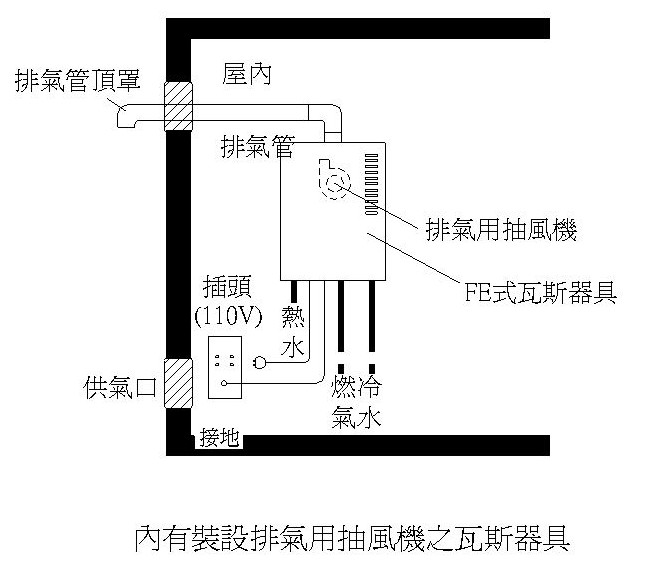 屋內
排氣管頂罩
排氣管
排氣用抽風機
FE式瓦斯器具
插頭
(110V)
熱水
供氣口
燃氣
冷水
接地
內有裝設排氣用抽風機之瓦斯器具